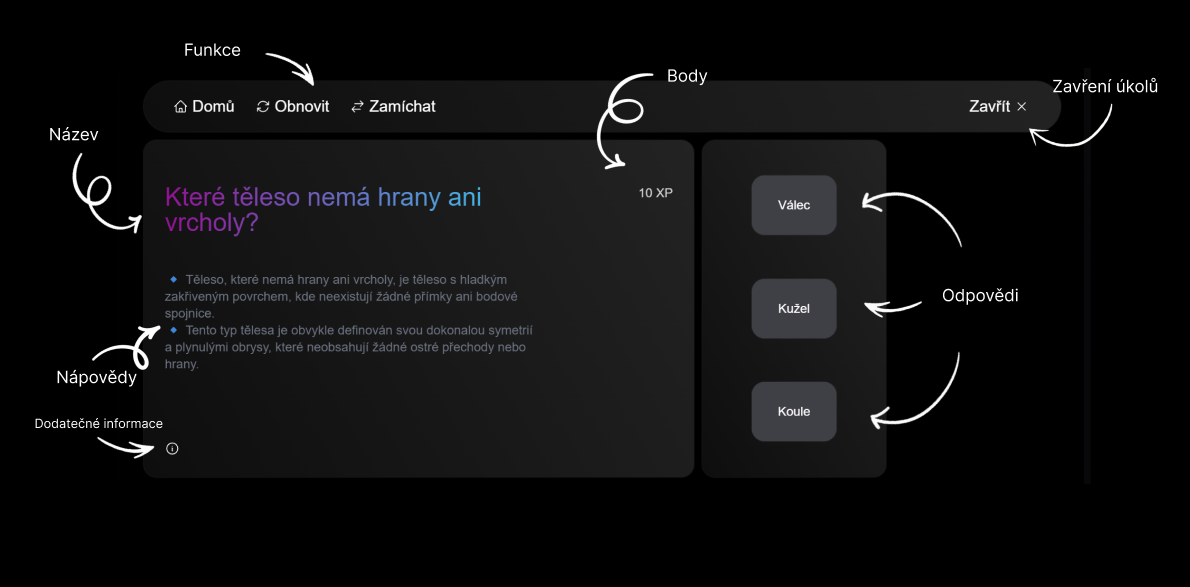 Funkce
Body
Zavření úkolů
Domů Obnovit Zamíchat Zavřít
Název
Které těleso nemá hrany ani
vrcholy?
10 XP
Těleso, které nemá hrany ani vrcholy, je těleso s hladkým
zakřiveným povrchem, kde neexistují žádné přímky ani bodové
spojnice.
Tento typ tělesa je obvykle definován svou dokonalou symetrií
a plynulými obrysy, které neobsahují žádné ostré přechody nebo
hrany.
Nápovědy
Dodatečné informace
Válec
Kužel
Koule
Odpovědi